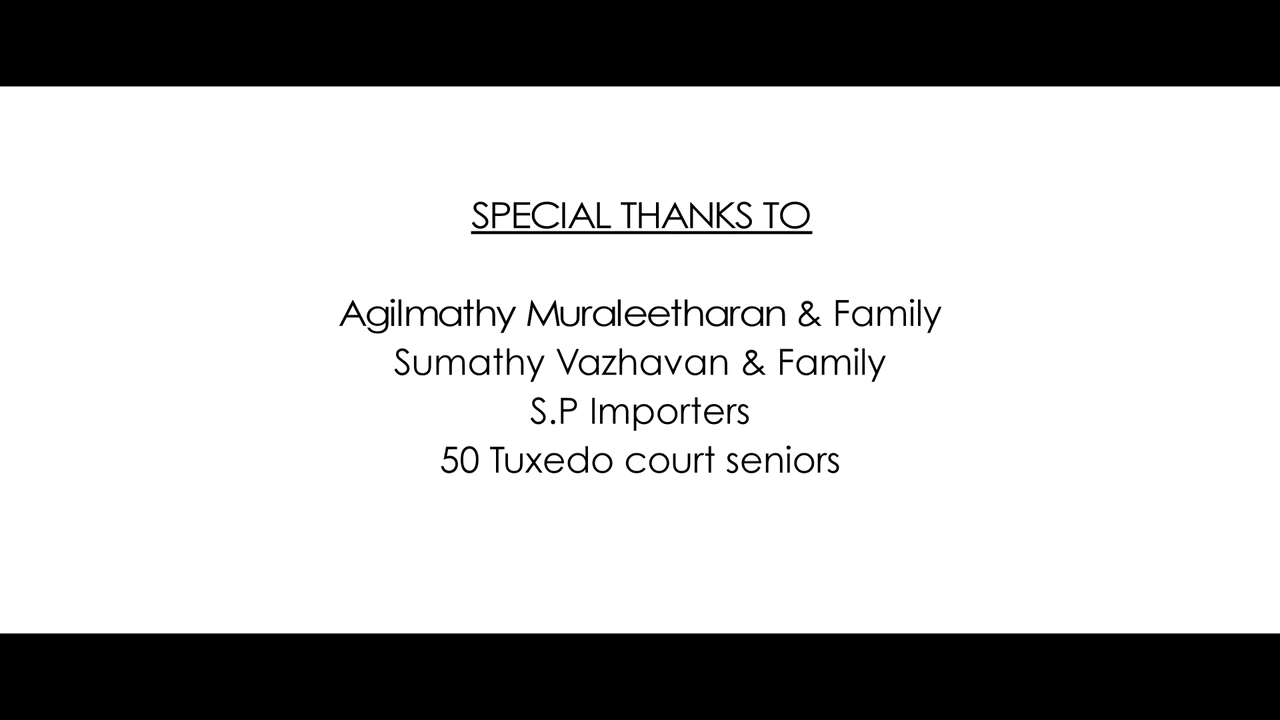 SPECIAL THANKS TO
Agilmathy Muraleetharan & Family
Sumathy Vazhavan & Family
S.P Importers
50 Tuxedo court seniors